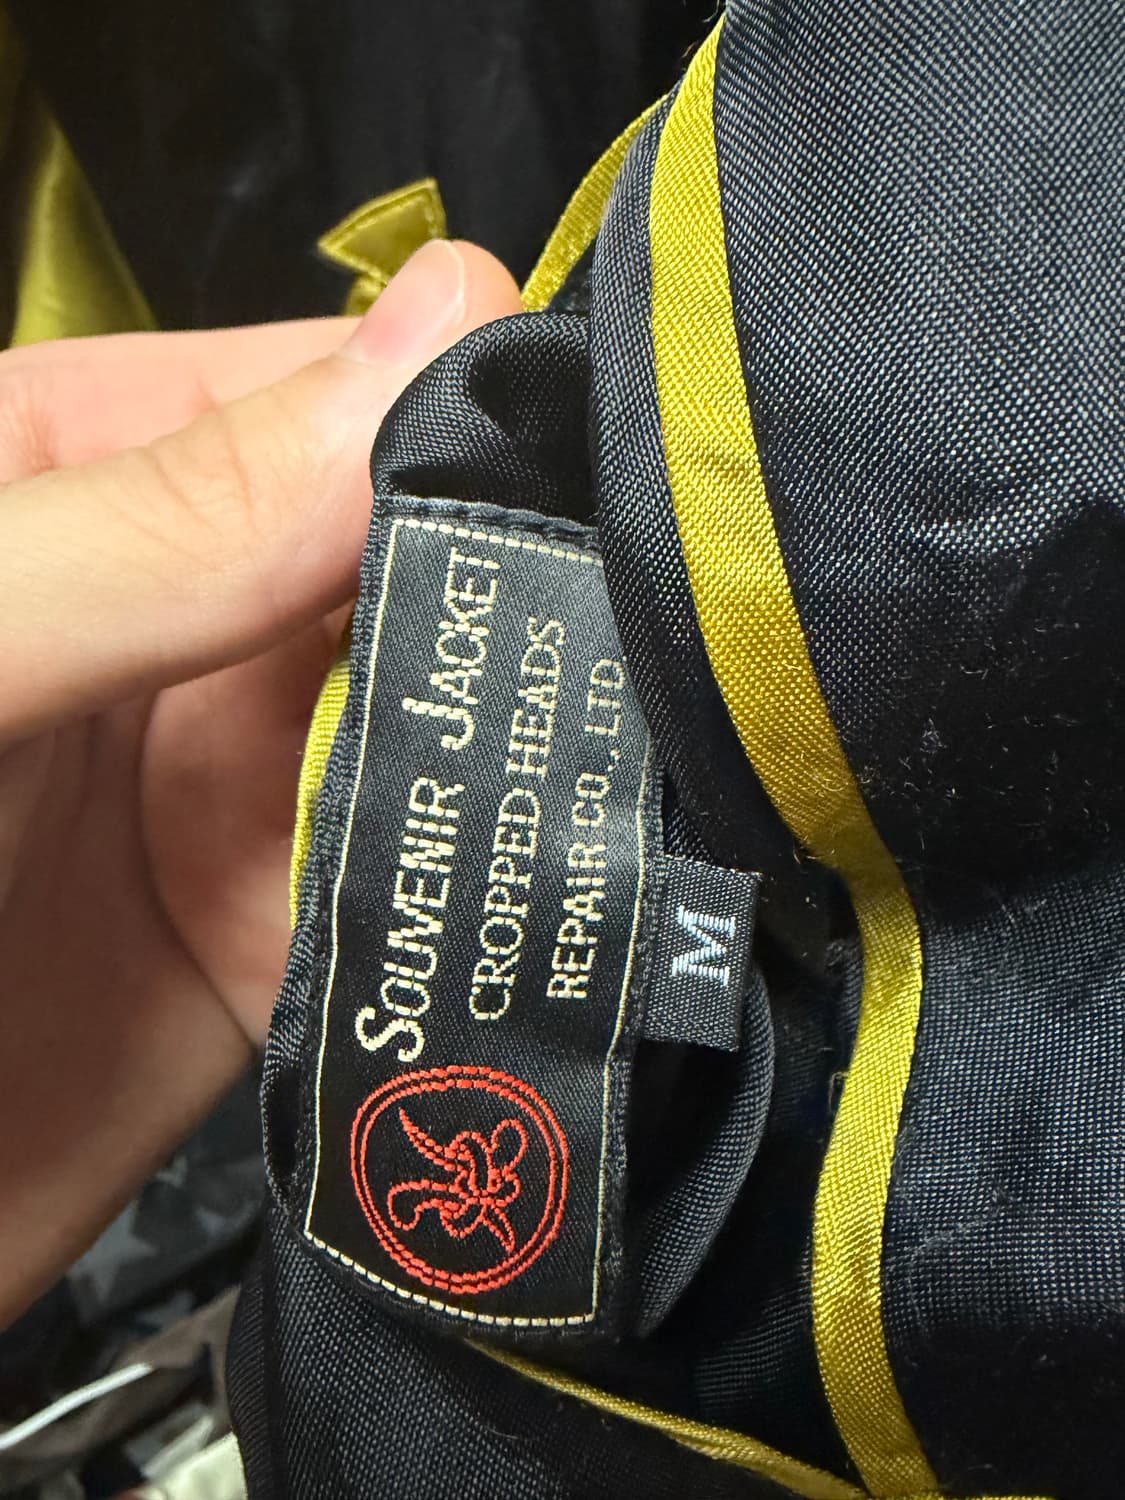 SOUVENIR JACKET
CROPPED HEADS
REPAIR CO., LTD
M